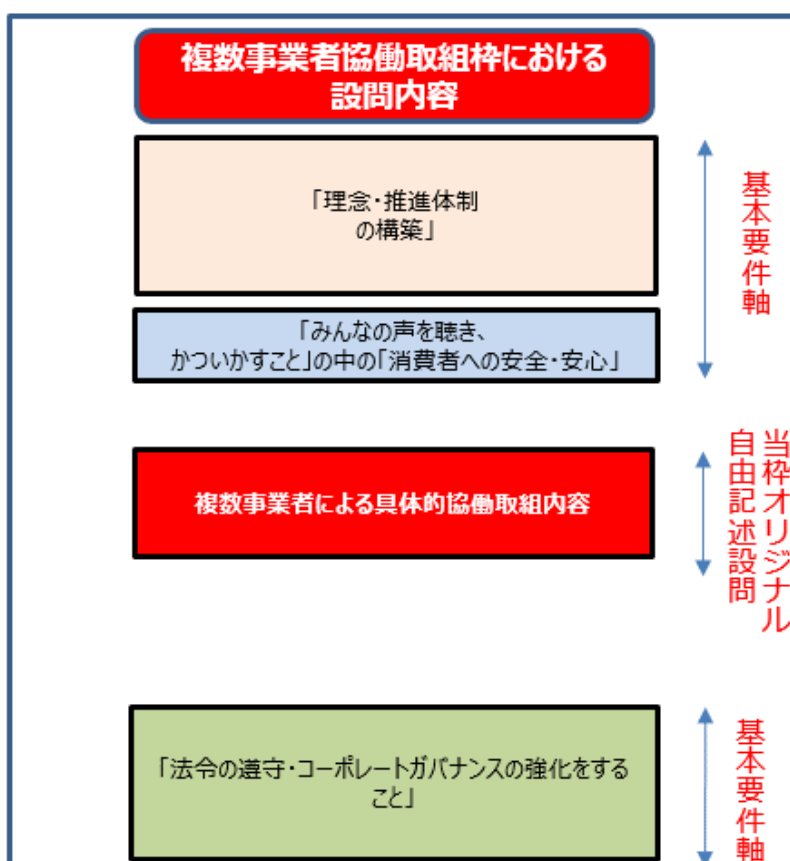 複数事業者協働取組枠における
設問内容
「理念・推進体制
の構築」
基本要件軸
「みんなの声を聴き、
かついかすこと」の中の「消費者への安全・安心」
複数事業者による具体的協働取組内容
当枠オリジナル
自由記述設問
「法令の遵守・コーポレートガバナンスの強化をする
こと」
基本要件軸